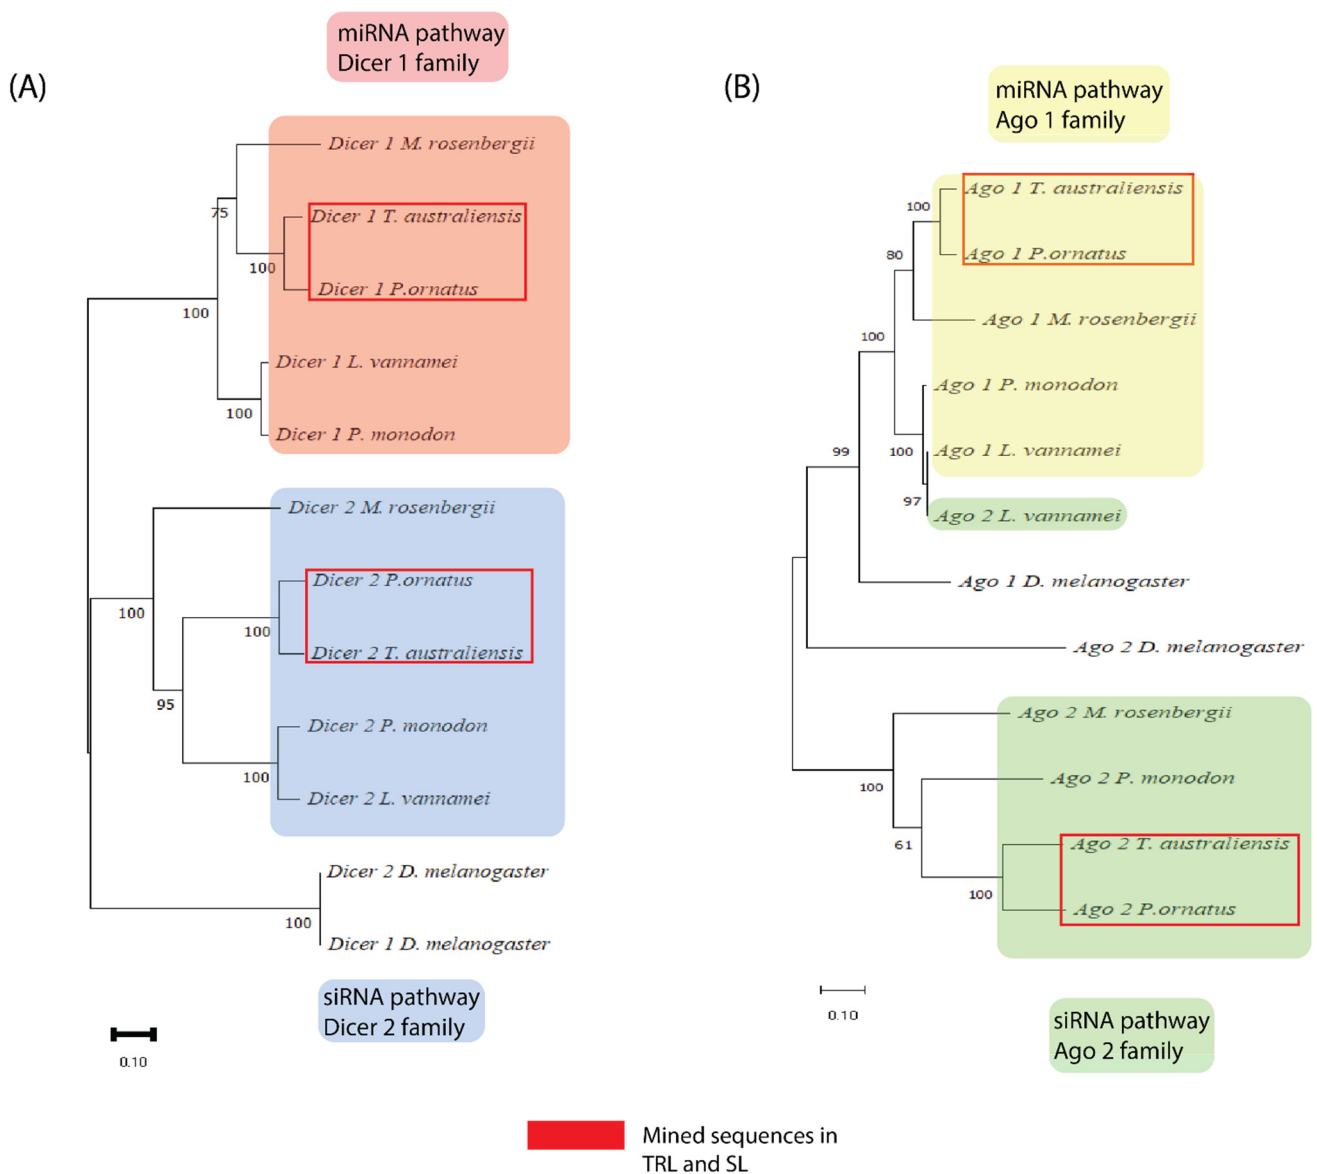 (A)
miRNA pathway
Dicer 1 family
Dicer 1 M. rosenbergii
75
Dicer 1 T. australiensis
100
Dicer 1 P.ornatus
100
Dicer 1 L. vannamei
100
Dicer 1 P. monodon
Dicer 2 M. rosenbergii
Dicer 2 P.ornatus
100
100
Dicer 2 T. australiensis
95
Dicer 2 P. monodon
100
Dicer 2 L. vannamei
Dicer 2 D. melanogaster
100
Dicer 1 D. melanogaster
siRNA pathway
Dicer 2 family
0.10
(B)
miRNA pathway
Ago 1 family
Ago 1 T. australiensis
100
80
Ago 1 P.ornatus
Ago 1 M. rosenbergii
100
Ago 1 P. monodon
99
100
Ago 1 L. vannamei
97
Ago 2 L. vannamei
Ago 1 D. melanogaster
Ago 2 D. melanogaster
Ago 2 M. rosenbergii
Ago 2 P. monodon
100
61
Ago 2 T. australiensis
100
Ago 2 P.ornatus
0.10
siRNA pathway
Ago 2 family
Mined sequences in
TRL and SL